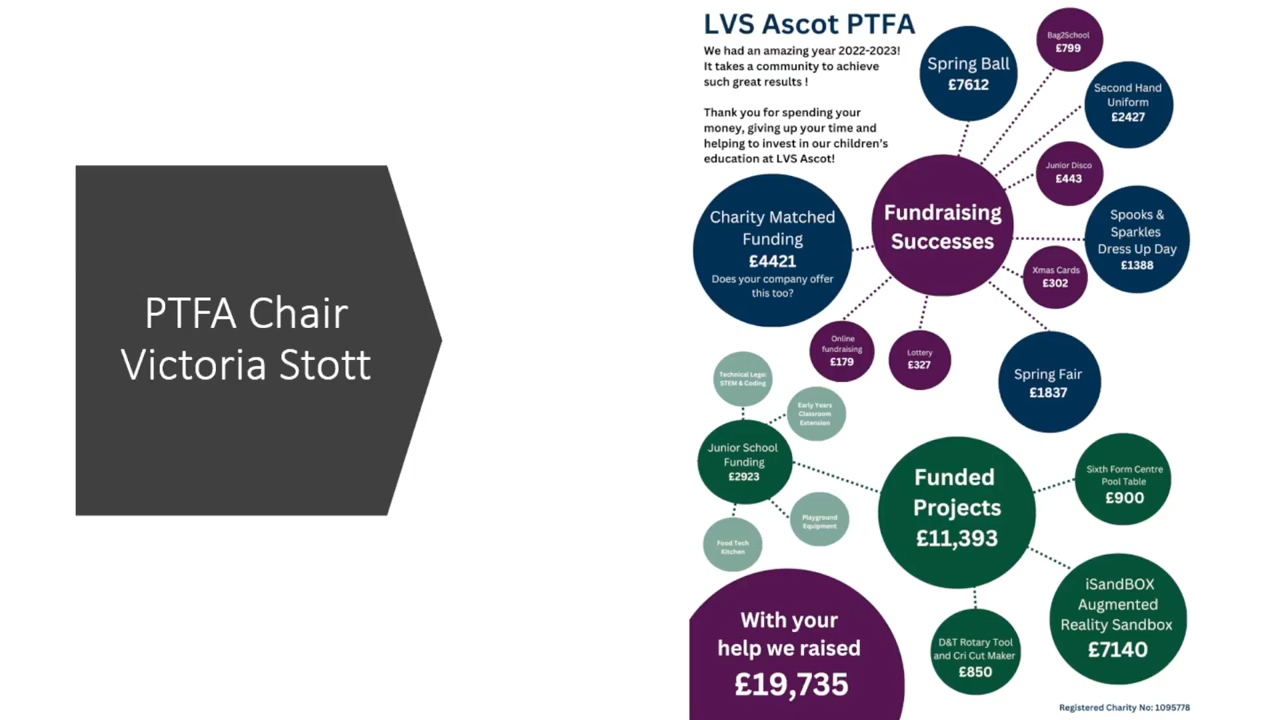 PTFA Chair
Victoria Stott
LVS Ascot PTFA
We had an amazing year 2022-2023!
It takes a community to achieve
such great results !
Thank you for spending your
money, giving up your time and
helping to invest in our children's
education at LVS Ascot!
Spring Ball
£7612
Bag2School
£799
Second Hand
Uniform
£2427
Junior Disco
£443
Fundraising
Successes
Charity Matched
Funding
£4421
Does your company offer
this too?
Spooks &
Sparkles
Dress Up Day
£1388
Xmas Cards
£302
Online
fundraising
£179
Lottery
£327
Spring Fair
£1837
Technical Lego:
STEM & Coding
Early Years
Classroom
Extension
Junior School
Funding
£2923
Playground
Equipment
Food Tech
Kitchen
Funded
Projects
£11,393
Sixth Form Centre
Pool Table
£900
iSandBOX
Augmented
Reality Sandbox
£7140
D&T Rotary Tool
and Cri Cut Maker
£850
With your
help we raised
£19,735
Registered Charity No: 1095778